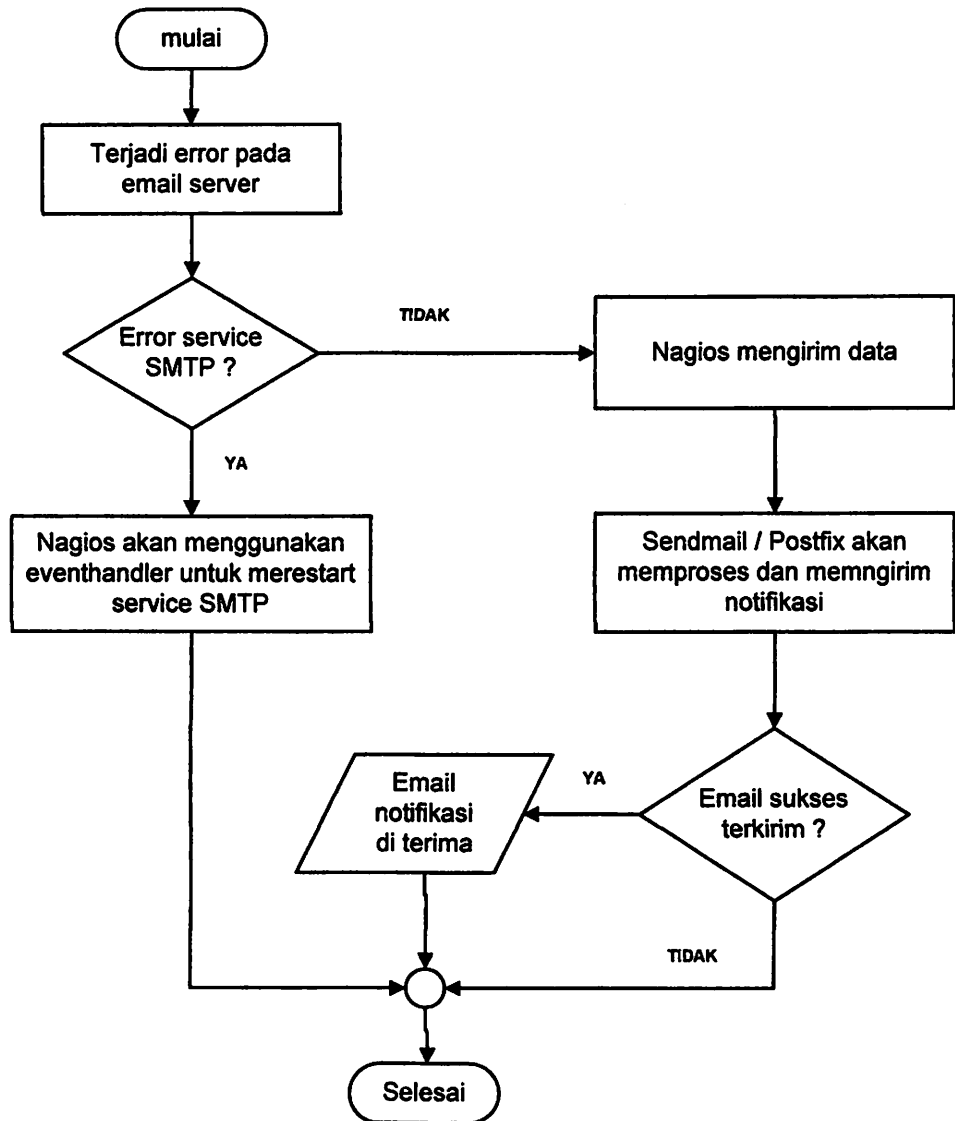 mulai
Terjadi error pada
email server
Error service
SMTP ?
TIDAK
Nagios mengirim data
YA
Nagios akan menggunakan
eventhandler untuk merestart
service SMTP
Sendmail / Postfix akan
memproses dan memngirim
notifikasi
Email sukses
terkirim ?
YA
Email
notifikasi
di terima
TIDAK
Selesai